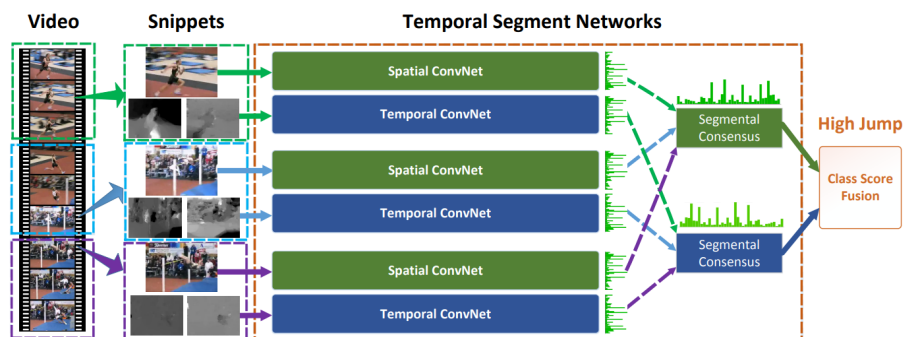 Video
Snippets
Temporal Segment Networks
Spatial ConvNet
Temporal ConvNet
Spatial ConvNet
Temporal ConvNet
Spatial ConvNet
Temporal ConvNet
Segmental
Consensus
Segmental
Consensus
High Jump
Class Score
Fusion